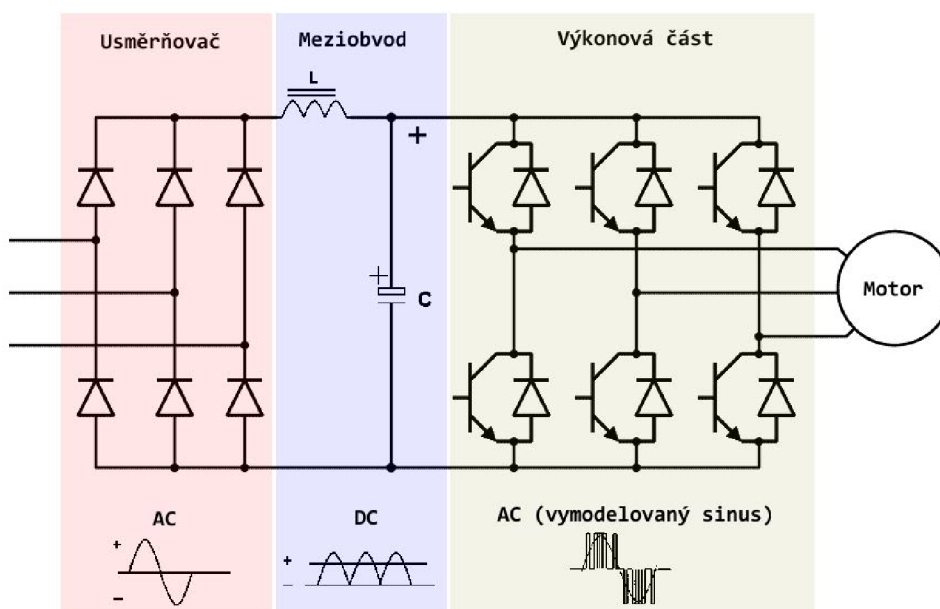 Usměrňovač
Meziobvod
Výkonová část
L
+
+
C
Motor
AC
DC
AC (vymodelovaný sinus)
+
−
+
−